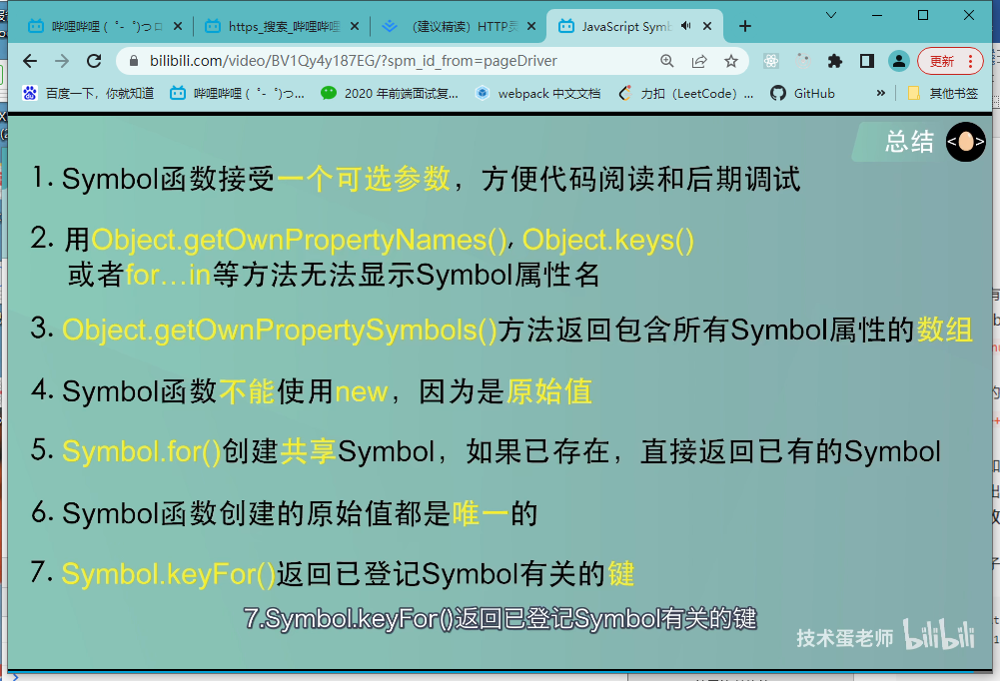 哔哩哔哩 ( ゜- ゜)つロ
https_搜索_哔哩哔哩
（建议精读）HTTP灵
JavaScript Symb
bilibili.com/video/BV1Qy4y187EG/?spm_id_from=pageDriver
更新
百度一下，你就知道
哔哩哔哩 ( ゜- ゜)つ...
2020 年前端面试复...
webpack 中文文档
力扣（LeetCode）...
GitHub
»
其他书签
总结
1. Symbol函数接受一个可选参数，方便代码阅读和后期调试
2. 用Object.getOwnPropertyNames(), Object.keys()
或者for...in等方法无法显示Symbol属性名
3. Object.getOwnPropertySymbols()方法返回包含所有Symbol属性的数组
4. Symbol函数不能使用new，因为是原始值
5. Symbol.for()创建共享Symbol，如果已存在，直接返回已有的Symbol
6. Symbol函数创建的原始值都是唯一的
7. Symbol.keyFor()返回已登记Symbol有关的键
7.Symbol.keyFor()返回已登记Symbol有关的键
技术蛋老师 bilibili